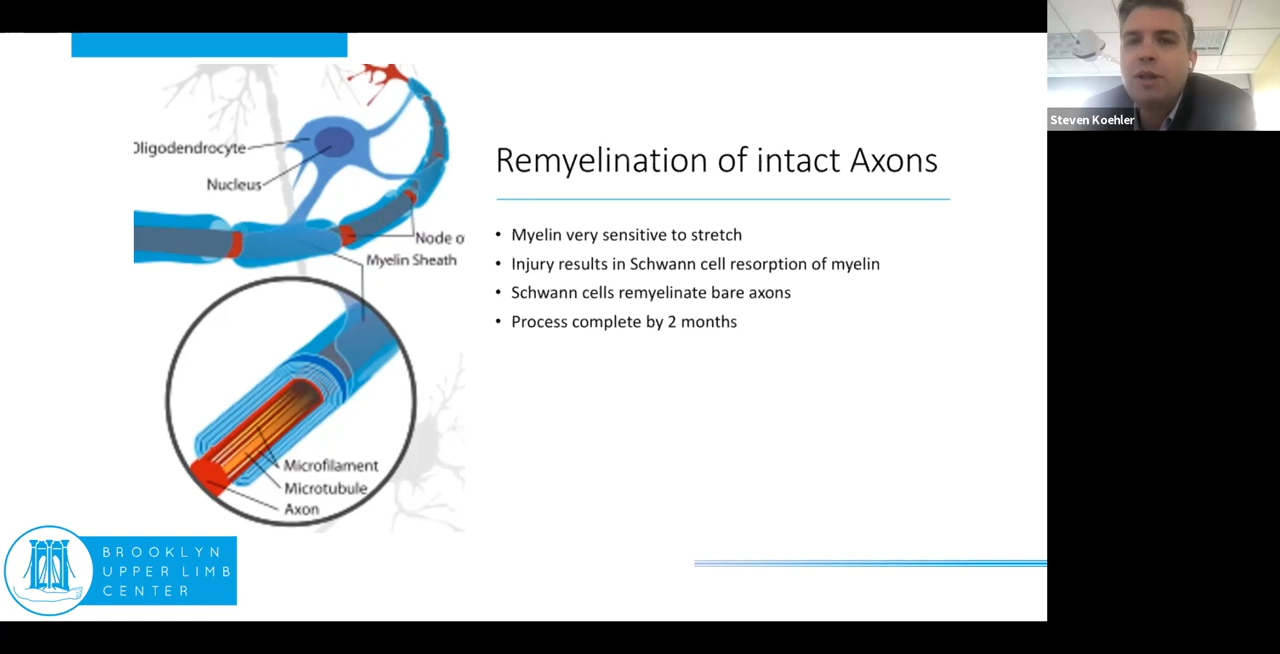 Steven Koehler
Oligodendrocyte
Nucleus
Node o
Myelin Sheath
Microfilament
Microtubule
Axon
Remyelination of intact Axons
• Myelin very sensitive to stretch
• Injury results in Schwann cell resorption of myelin
• Schwann cells remyelinate bare axons
• Process complete by 2 months
BROOKLYN
UPPER LIMB
CENTER